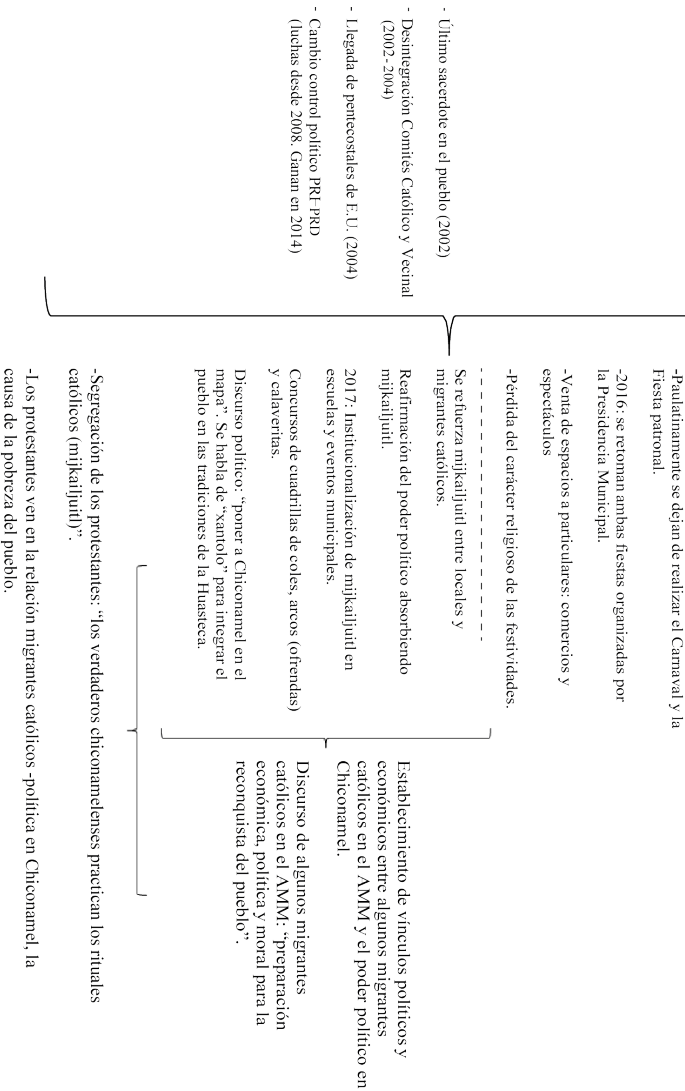 - Último sacerdote en el pueblo (2002)
- Desintegración Comités Católico y Vecinal
(2002-2004)
- Llegada de pentecostales de E.U. (2004)
- Cambio control político PRI-PRD
(luchas desde 2008. Ganan en 2014)
-Paulatinamente se dejan de realizar el Carnaval y la
Fiesta patronal.
-2016: se retoman ambas fiestas organizadas por
la Presidencia Municipal.
-Venta de espacios a particulares: comercios y
espectáculos
-Pérdida del carácter religioso de las festividades.
Se refuerza mijkailjuitl entre locales y
migrantes católicos.
Reafirmación del poder político absorbiendo
mijkailjuitl.
2017: Institucionalización de mijkailjuitl en
escuelas y eventos municipales.
Concursos de cuadrillas de coles, arcos (ofrendas)
y calaveritas.
Discurso político: “poner a Chiconamel en el
mapa”. Se habla de “xantolo” para integrar el
pueblo en las tradiciones de la Huasteca.
-Segregación de los protestantes: “los verdaderos chiconamelenses practican los rituales
católicos (mijkailjuitl)”.
-Los protestantes ven en la relación migrantes católicos -política en Chiconamel, la
causa de la pobreza del pueblo.
Establecimiento de vínculos políticos y
económicos entre algunos migrantes
católicos en el AMM y el poder político en
Chiconamel.
Discurso de algunos migrantes
católicos en el AMM: “preparación
económica, política y moral para la
reconquista del pueblo”.